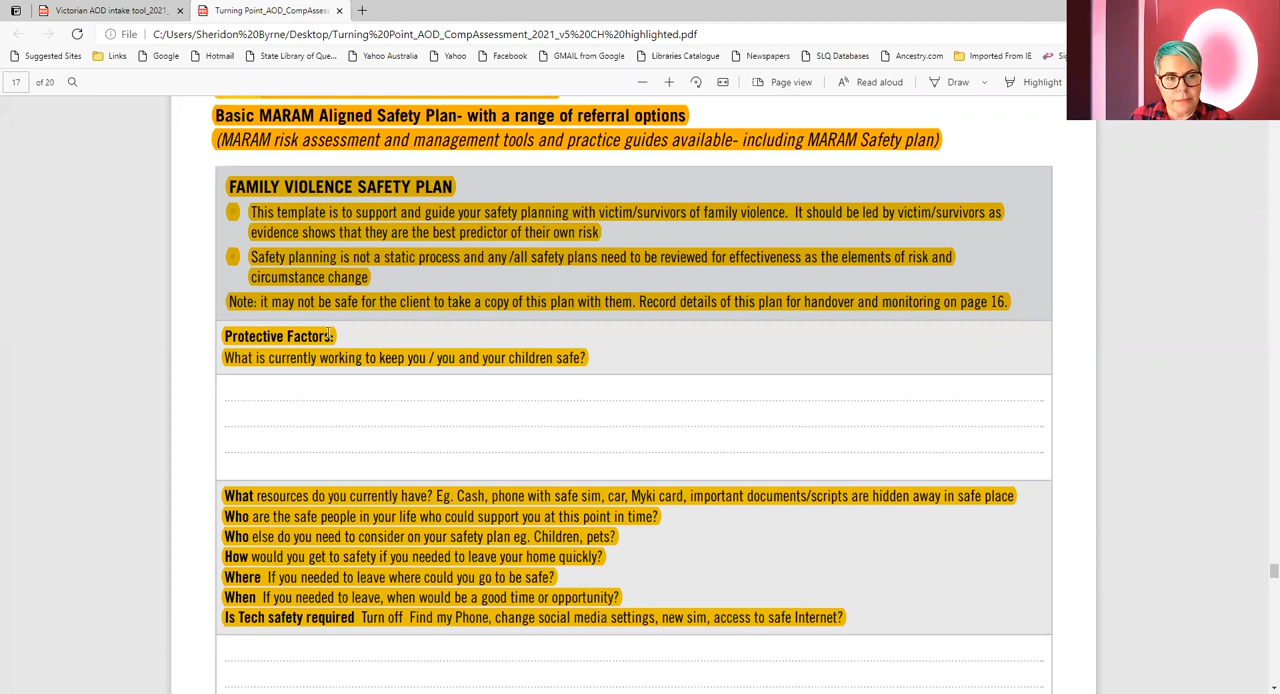 Victorian AOD intake tool_2021_
Turning Point_AOD_CompAssess
File
C:/Users/Sheridon%20Byrne/Desktop/Turning%20Point_AOD_CompAssessment_2021_v5%20CH%20highlighted.pdf
Suggested Sites
Links
Google
Hotmail
State Library of Que...
Yahoo Australia
Yahoo
Facebook
GMAIL from Google
Libraries Catalogue
Newspapers
SLQ Databases
Ancestry.com
Imported From IE
17 of 20
Page view
Read aloud
Draw
Highlight
Basic MARAM Aligned Safety Plan- with a range of referral options
(MARAM risk assessment and management tools and practice guides available- including MARAM Safety plan)
FAMILY VIOLENCE SAFETY PLAN
This template is to support and guide your safety planning with victim/survivors of family violence. It should be led by victim/survivors as
evidence shows that they are the best predictor of their own risk
Safety planning is not a static process and any /all safety plans need to be reviewed for effectiveness as the elements of risk and
circumstance change
Note: it may not be safe for the client to take a copy of this plan with them. Record details of this plan for handover and monitoring on page 16.
Protective Factors:
What is currently working to keep you / you and your children safe?
What resources do you currently have? Eg. Cash, phone with safe sim, car, Myki card, important documents/scripts are hidden away in safe place
Who are the safe people in your life who could support you at this point in time?
Who else do you need to consider on your safety plan eg. Children, pets?
How would you get to safety if you needed to leave your home quickly?
Where If you needed to leave where could you go to be safe?
When If you needed to leave, when would be a good time or opportunity?
Is Tech safety required Turn off Find my Phone, change social media settings, new sim, access to safe Internet?